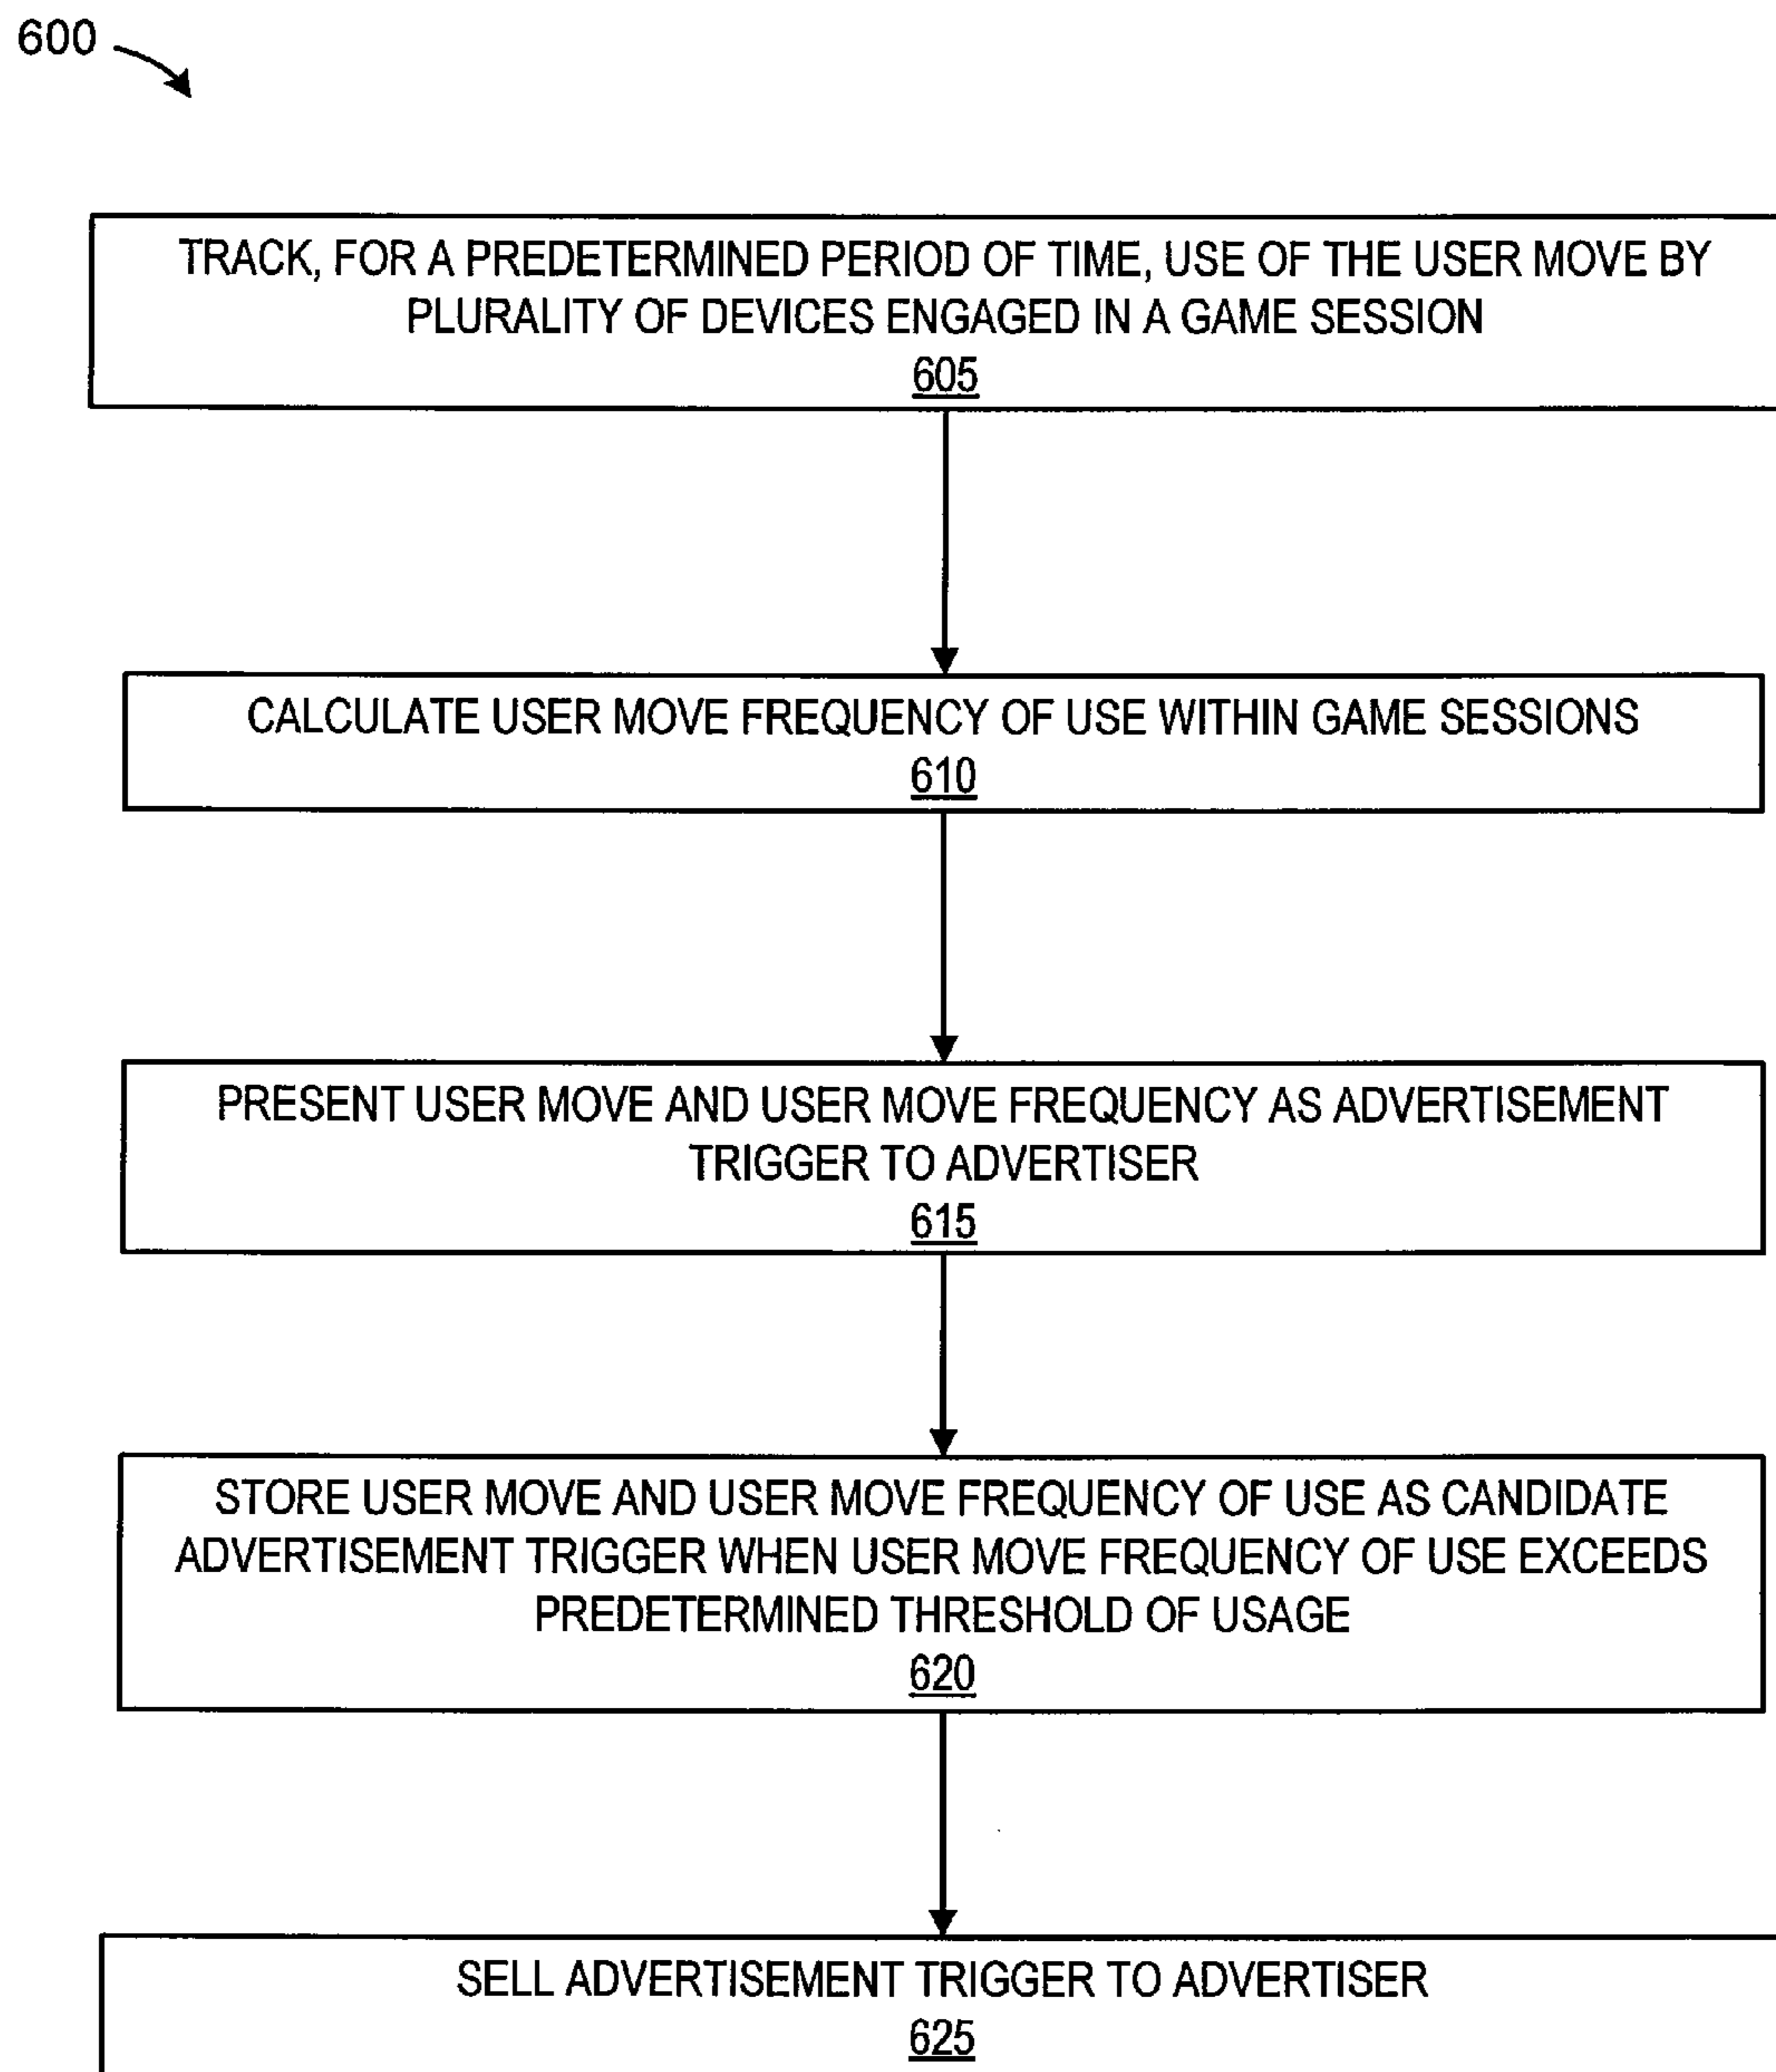 600
TRACK, FOR A PREDETERMINED PERIOD OF TIME, USE OF THE USER MOVE BY
PLURALITY OF DEVICES ENGAGED IN A GAME SESSION
605
CALCULATE USER MOVE FREQUENCY OF USE WITHIN GAME SESSIONS
610
PRESENT USER MOVE AND USER MOVE FREQUENCY AS ADVERTISEMENT
TRIGGER TO ADVERTISER
615
STORE USER MOVE AND USER MOVE FREQUENCY OF USE AS CANDIDATE
ADVERTISEMENT TRIGGER WHEN USER MOVE FREQUENCY OF USE EXCEEDS
PREDETERMINED THRESHOLD OF USAGE
620
SELL ADVERTISEMENT TRIGGER TO ADVERTISER
625